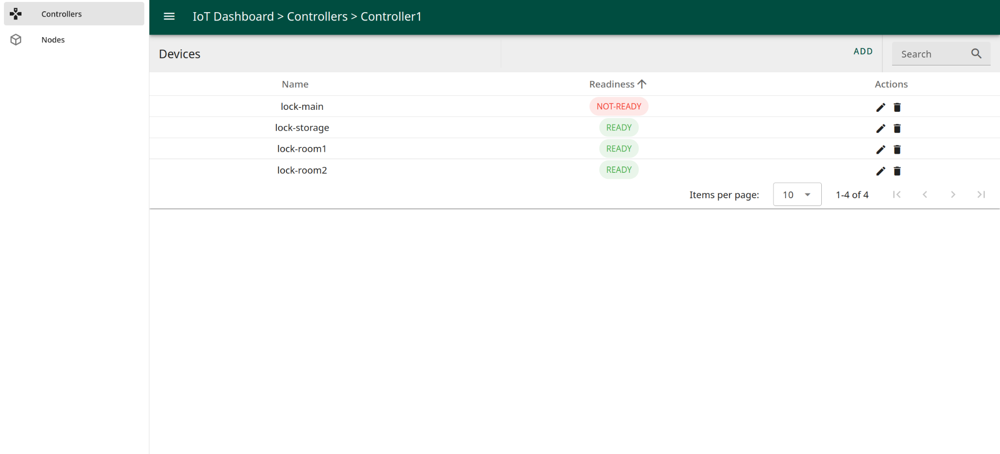 Controllers
Nodes
IoT Dashboard > Controllers > Controller1
Devices
ADD
Search
Name Readiness Actions
lock-main NOT-READY
lock-storage READY
lock-room1 READY
lock-room2 READY
Items per page: 10 1-4 of 4